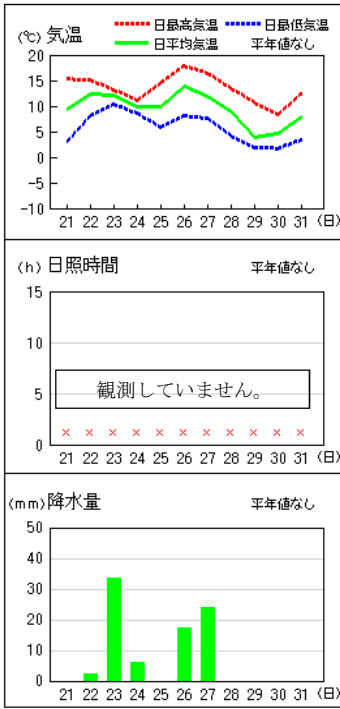 (℃) 気温
日最高気温 日最低気温
日平均気温 平年値なし
20
15
10
5
0
-5
-10
21 22 23 24 25 26 27 28 29 30 31 (日)
(h) 日照時間 平年値なし
15
10
5
0
観測していません。
21 22 23 24 25 26 27 28 29 30 31 (日)
(mm) 降水量 平年値なし
50
40
30
20
10
0
21 22 23 24 25 26 27 28 29 30 31 (日)